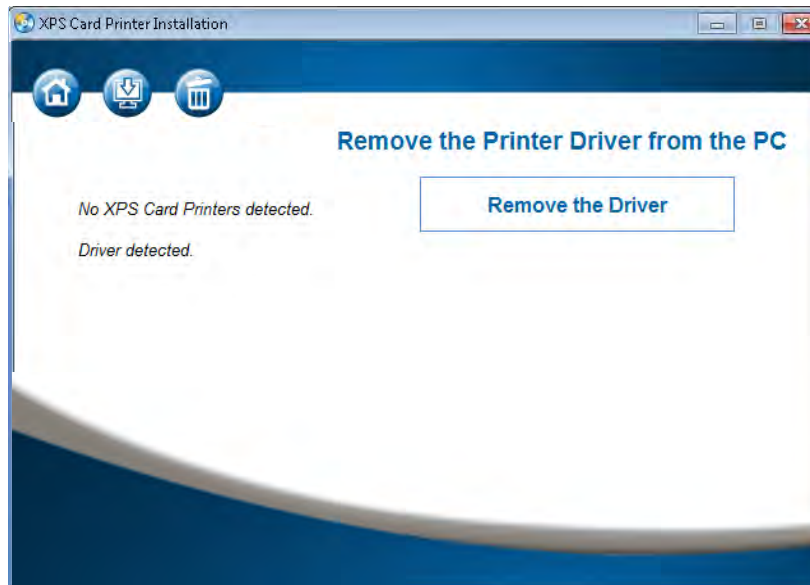 XPS Card Printer Installation
Remove the Printer Driver from the PC
No XPS Card Printers detected.
Remove the Driver
Driver detected.